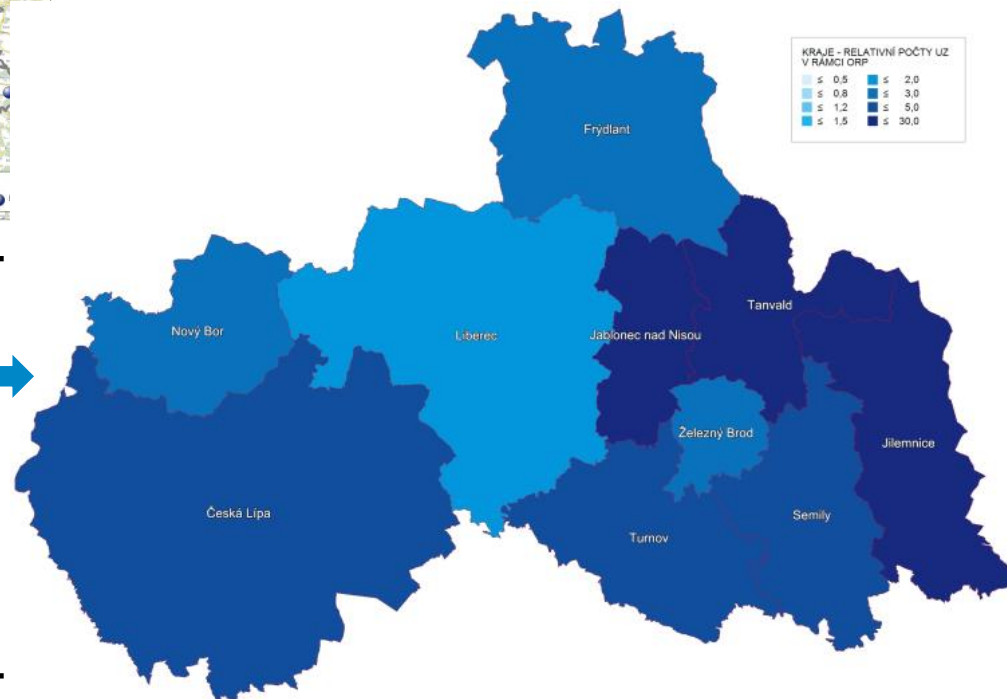 KRAJE - RELATIVNÍ POČTY UZ
V RÁMCI ORP
≤ 0,5 ≤ 2,0
≤ 0,8 ≤ 3,0
≤ 1,2 ≤ 5,0
≤ 1,5 ≤ 30,0
Frýdlant
Tanvald
Nový Bor
Liberec
Jablonec nad Nisou
Železný Brod
Jilemnice
Česká Lípa
Semily
Turnov